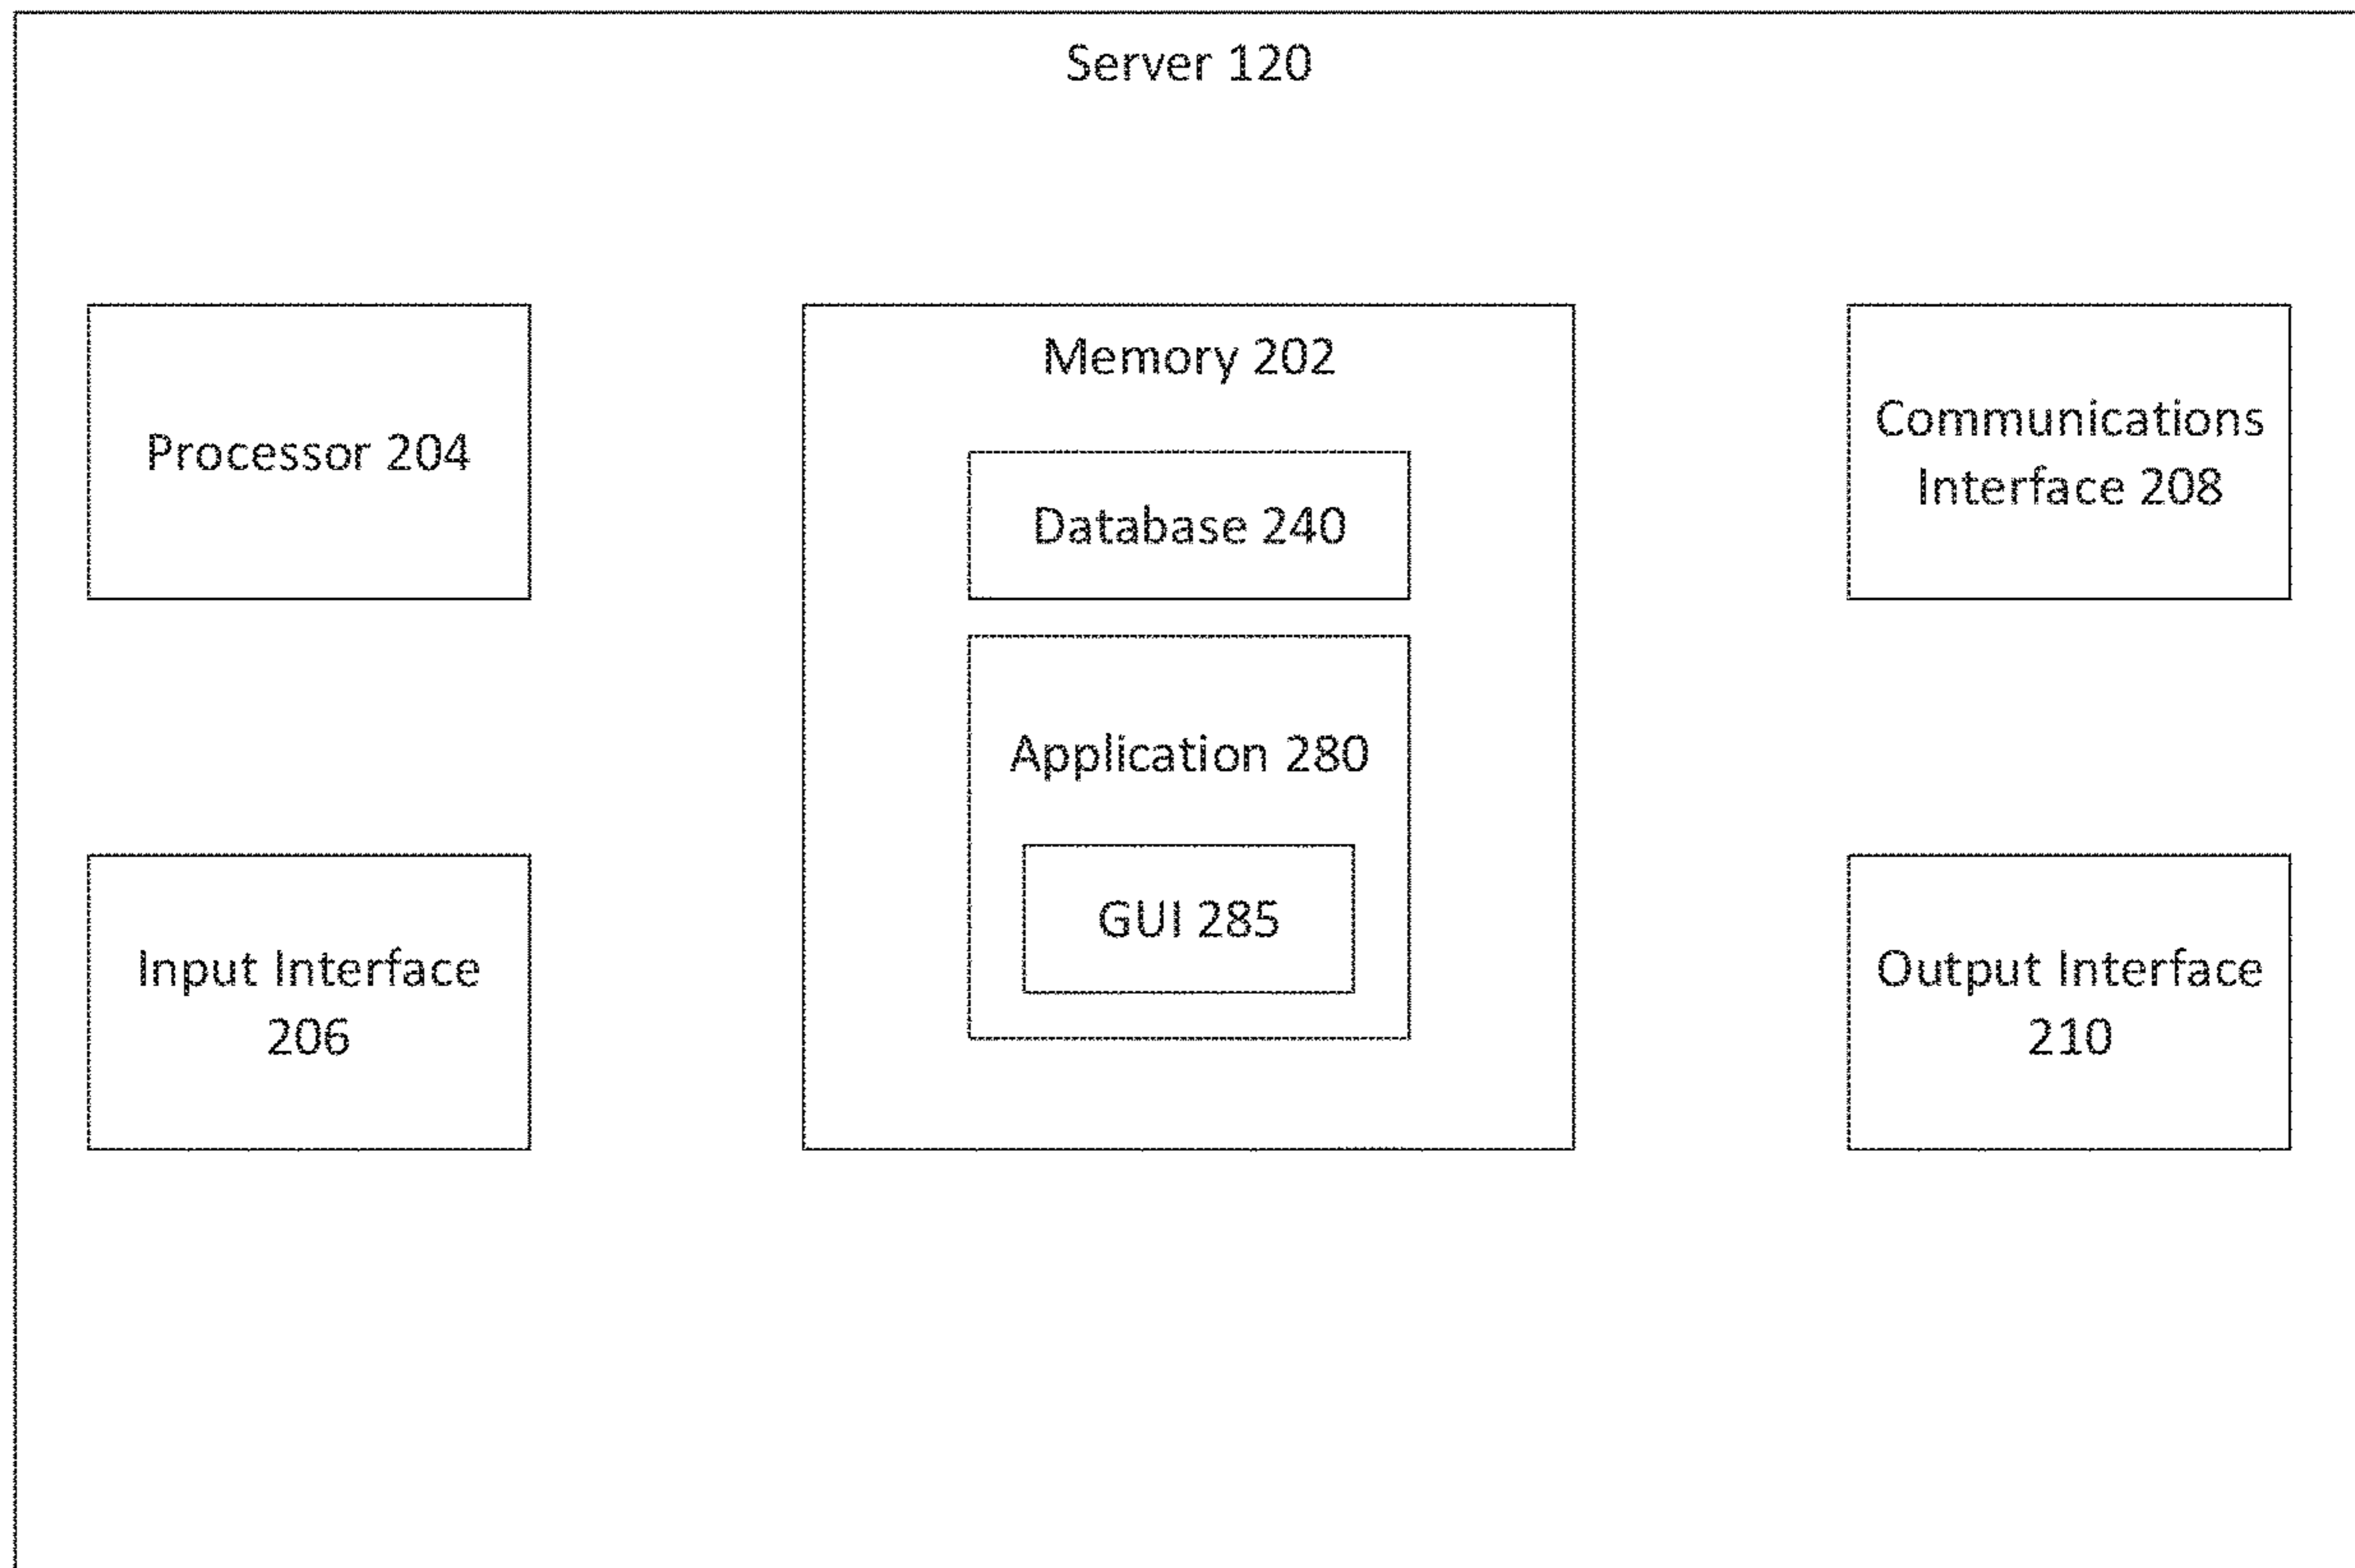 Server 120
Processor 204
Memory 202
Database 240
Application 280
GUI 285
Communications
Interface 208
Input Interface
206
Output Interface
210